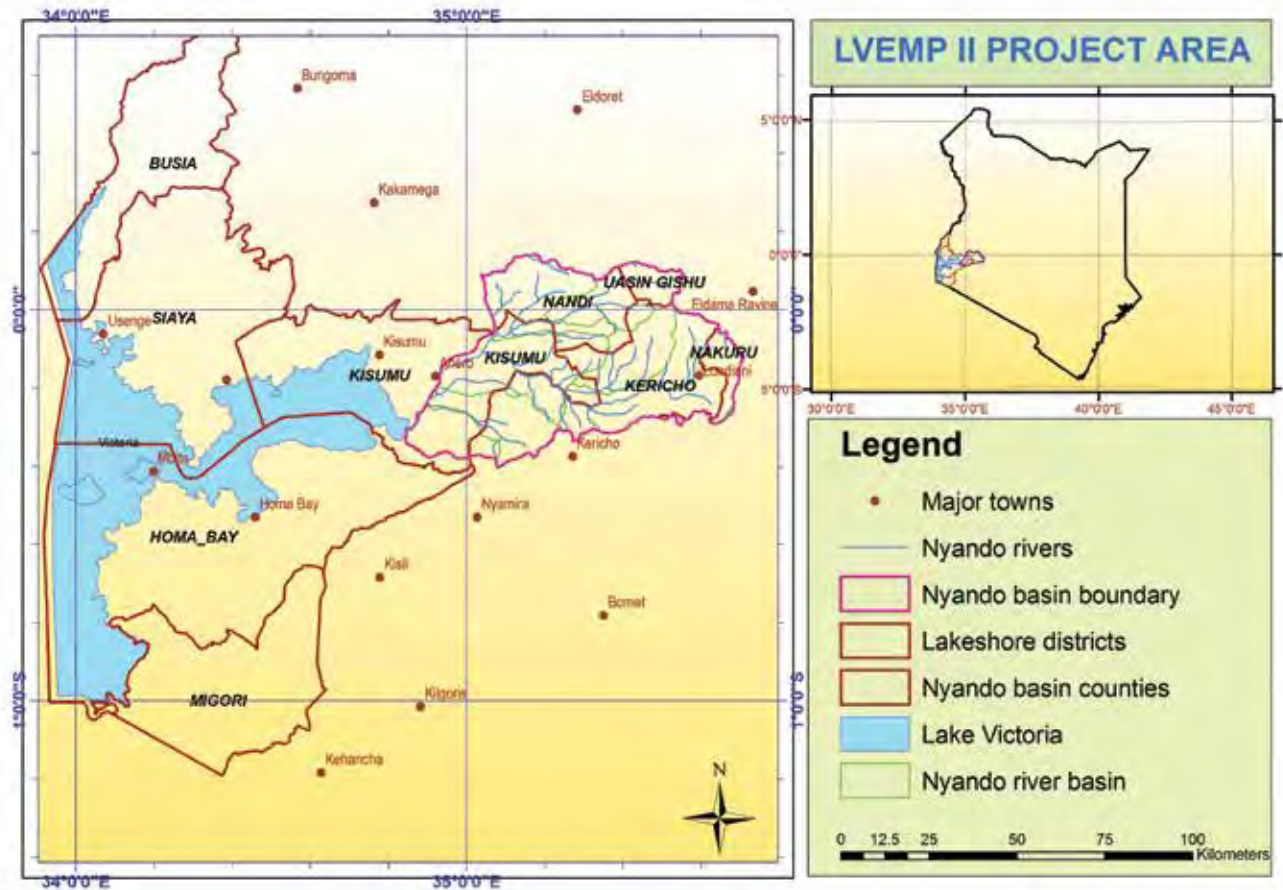 34°0'0"E
35°0'0"E
Bungoma
Eldoret
BUSIA
Kakamega
UASIN GISHU
NANDI
Eldama Ravine
0°0'0"
0°0'0"
SIAYA
Usenge
Kisumu
KISUMU
KISUMU
Ahero
NAKURU
Londiani
KERICHO
Victoria
Kericho
Mbita
Homa Bay
Nyamira
HOMA_BAY
Kisii
Bomet
MIGORI
Kilgoris
1°0'0"S
1°0'0"S
Kehancha
N
34°0'0"E
35°0'0"E
LVEMP II PROJECT AREA
5°0'0"N
0°0'0"
5°0'0"S
30°0'0"E
35°0'0"E
40°0'0"E
45°0'0"E
Legend
Major towns
Nyando rivers
Nyando basin boundary
Lakeshore districts
Nyando basin counties
Lake Victoria
Nyando river basin
0 12.5 25 50 75 100
Kilometers